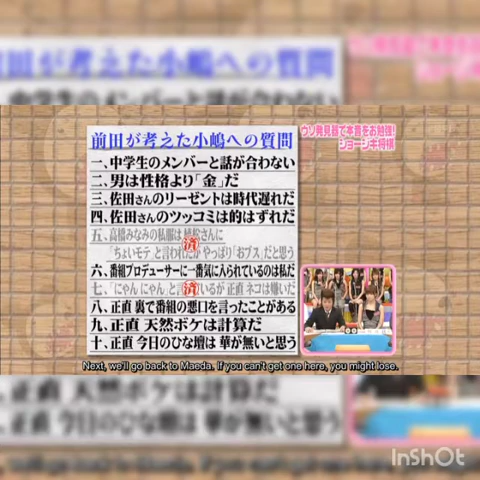 前田が考えた小嶋への質問
ウソ発見器で本音をお勉強!
ショージキ将棋
一、中学生のメンバーと話が合わない
二、男は性格より「金」だ
三、佐田さんのリーゼントは時代遅れだ
四、佐田さんのツッコミは的はずれだ
五、高橋みなみの私服は
「ちょいモテ」と言われたが やっぱり「おブス」だと思う
済
六、番組プロデューサーに一番気に入られているのは私だ
七、「にゃんにゃん」と言っているが 正直 ネコは嫌いだ
済
八、正直 裏で番組の悪口を言ったことがある
九、正直 天然ボケは計算だ
十、正直 今日のひな壇は 華が無いと思う
Next, we'll go back to Maeda. If you can't get one here, you might lose.
InShOt